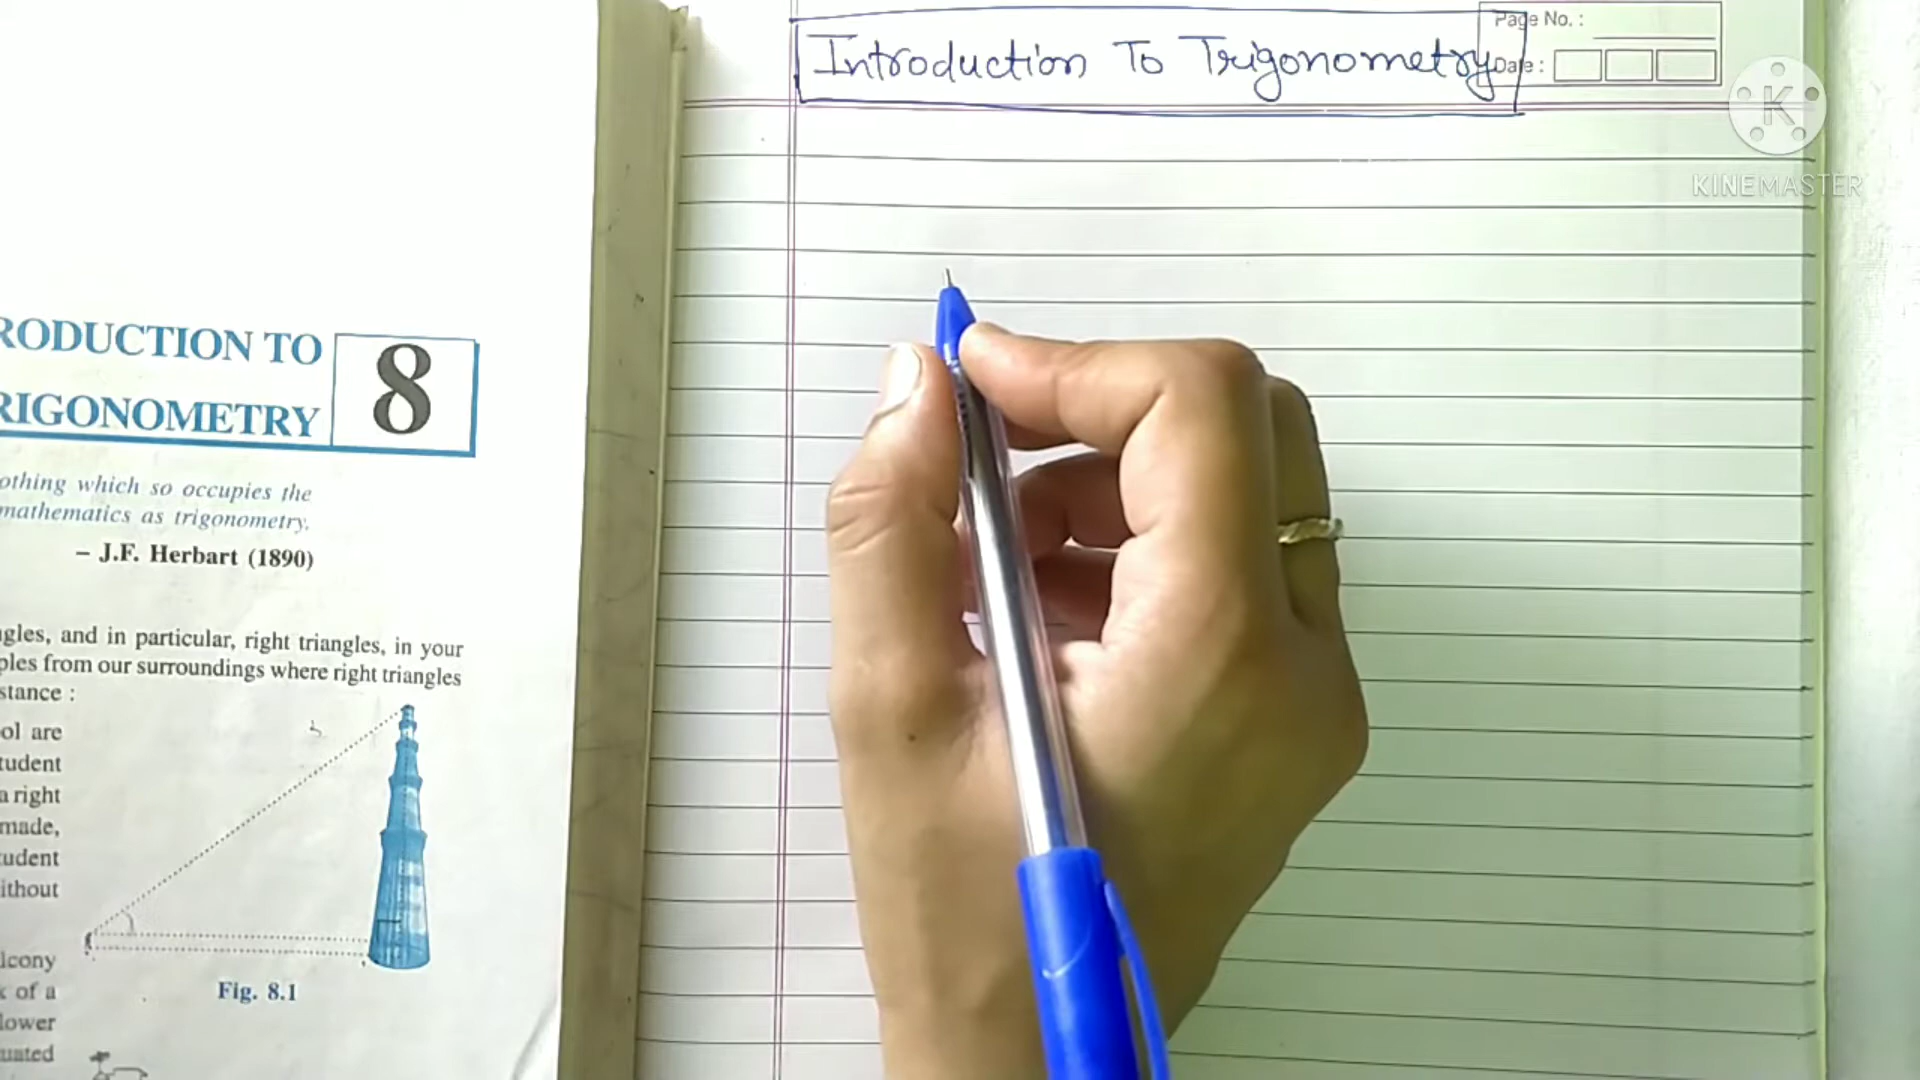 RODUCTION TO
RIGONOMETRY
8
othing which so occupies the
mathematics as trigonometry.
– J.F. Herbart (1890)
gles, and in particular, right triangles, in your
ples from our surroundings where right triangles
stance :
ol are
tudent
a right
made,
tudent
ithout
Fig. 8.1
lcony
k of a
lower
uated
Introduction To Trigonometry
Page No. :
Date :
K
KINEMASTER